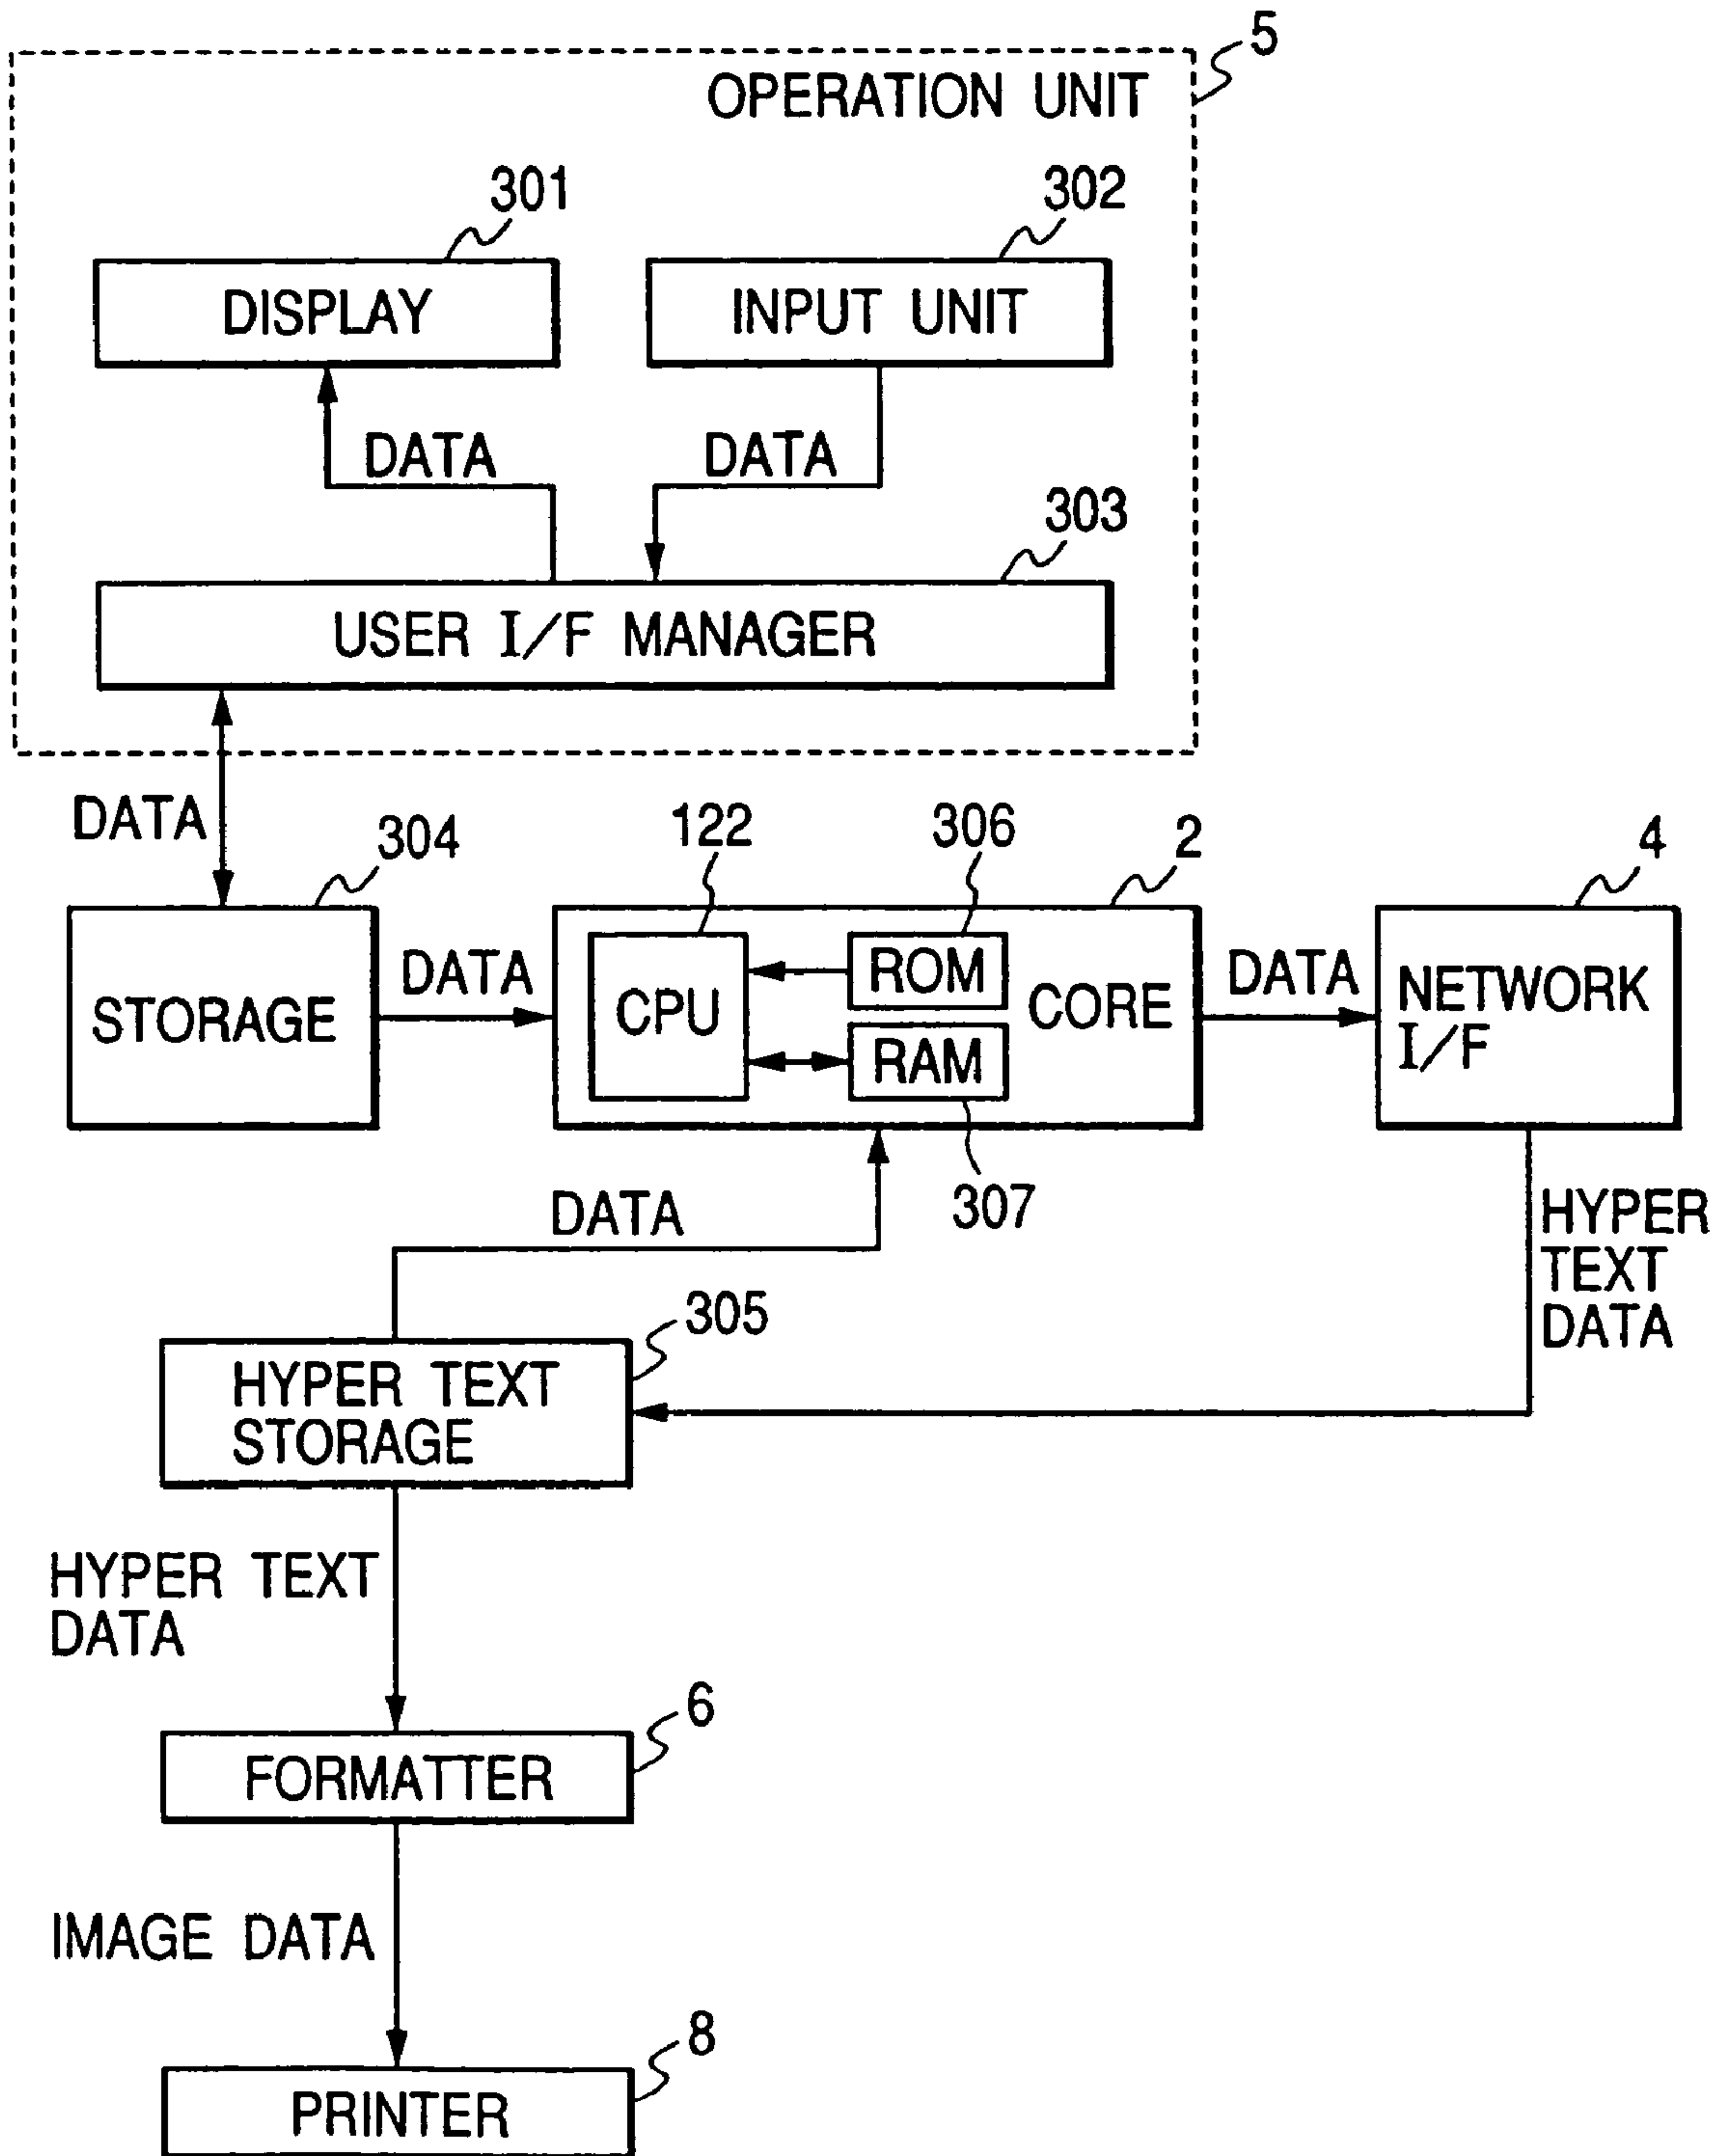 5
OPERATION UNIT
301
302
DISPLAY
INPUT UNIT
DATA
DATA
303
USER I/F MANAGER
DATA
304
122
306
2
4
STORAGE
DATA
CPU
ROM
RAM
CORE
DATA
NETWORK
I/F
307
DATA
HYPER
TEXT
DATA
305
HYPER TEXT
STORAGE
HYPER TEXT
DATA
6
FORMATTER
IMAGE DATA
8
PRINTER